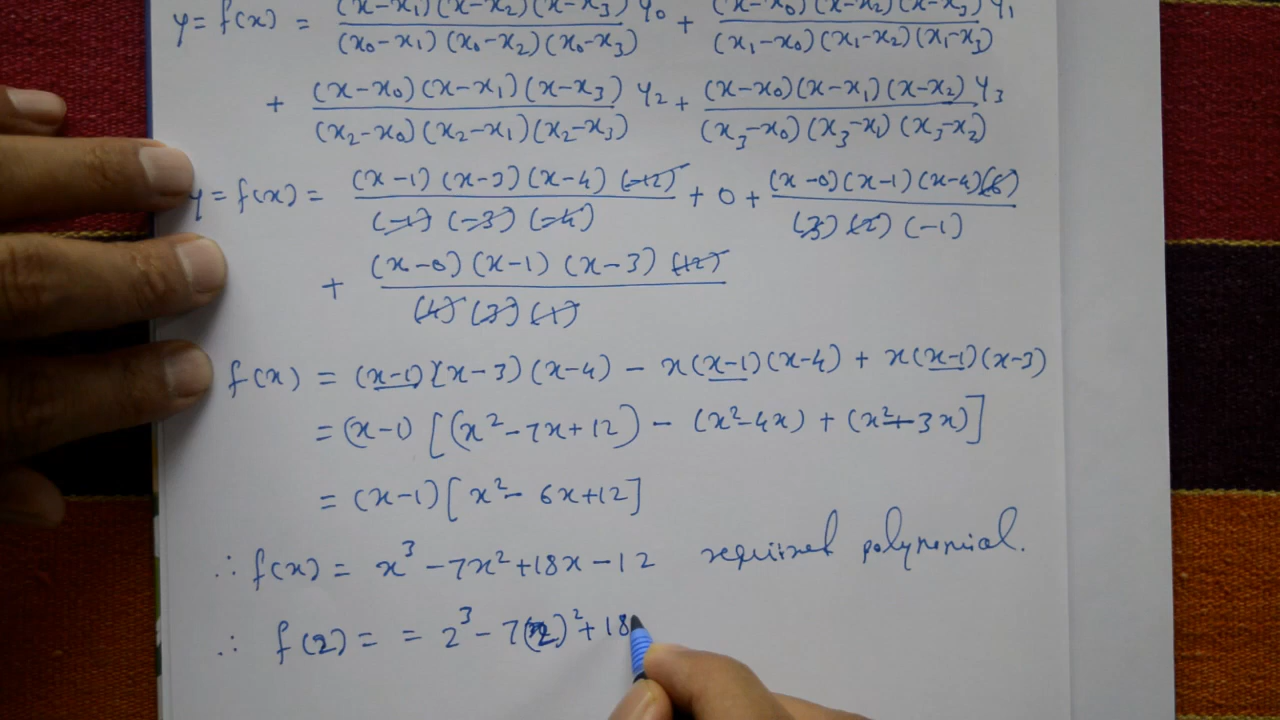 y = f(x) = (x-x1)(x-x2)(x-x3) y0 / (x0-x1)(x0-x2)(x0-x3) + (x-x0)(x-x2)(x-x3) y1 / (x1-x0)(x1-x2)(x1-x3)
+ (x-x0)(x-x1)(x-x3) y2 / (x2-x0)(x2-x1)(x2-x3) + (x-x0)(x-x1)(x-x2) y3 / (x3-x0)(x3-x1)(x3-x2)
y = f(x) = (x-1)(x-3)(x-4)(-12) / (-1)(-3)(-4) + 0 + (x-0)(x-1)(x-4)(6) / (3)(2)(-1)
+ (x-0)(x-1)(x-3)(12) / (4)(3)(1)
f(x) = (x-1)(x-3)(x-4) - x(x-1)(x-4) + x(x-1)(x-3)
= (x-1)[(x²-7x+12) - (x²-4x) + (x²-3x)]
= (x-1)[x²-6x+12]
∴ f(x) = x³-7x²+18x-12 required polynomial.
∴ f(2) = = 2³-7(2)²+18